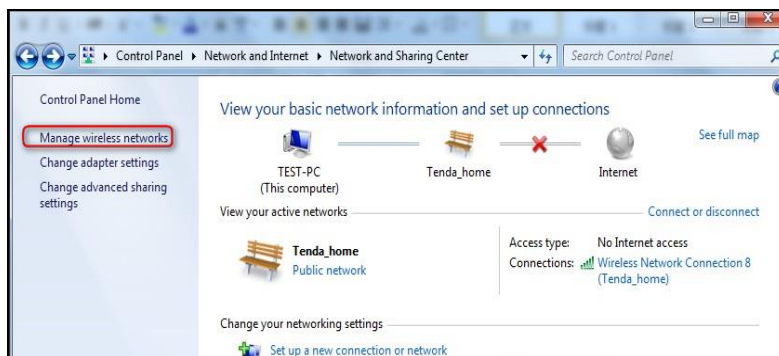 Control Panel ▸ Network and Internet ▸ Network and Sharing Center
Search Control Panel
Control Panel Home
Manage wireless networks
Change adapter settings
Change advanced sharing
settings
View your basic network information and set up connections
See full map
TEST-PC
(This computer)
Tenda_home
Internet
View your active networks
Connect or disconnect
Tenda_home
Public network
Access type: No Internet access
Connections: Wireless Network Connection 8
(Tenda_home)
Change your networking settings
Set up a new connection or network